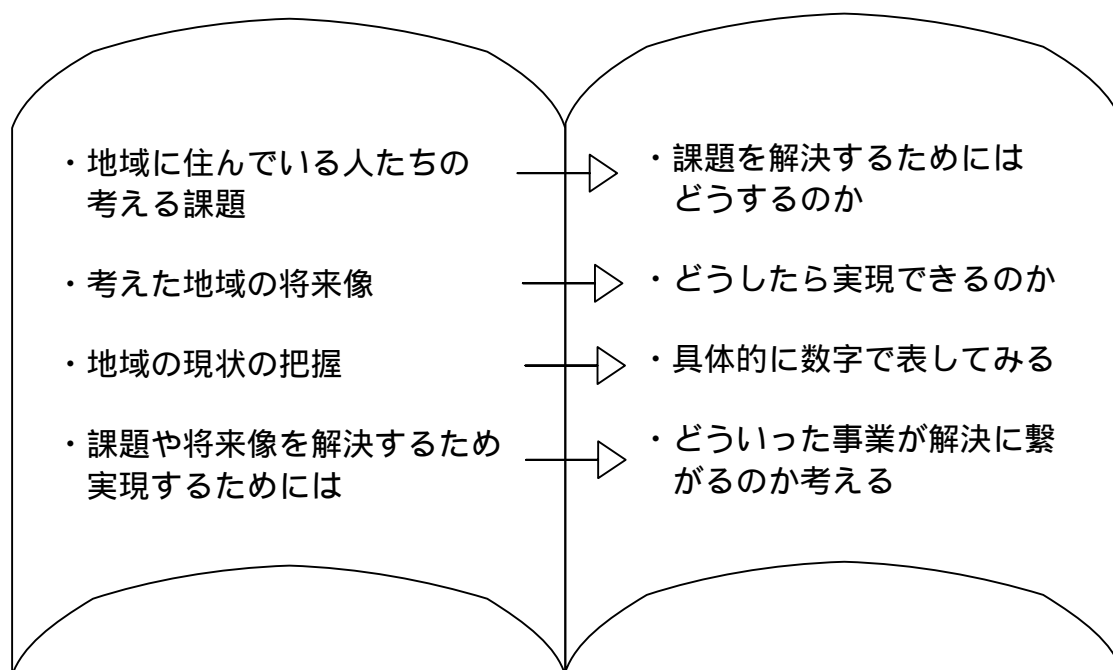 ・地域に住んでいる人たちの
考える課題
・考えた地域の将来像
・地域の現状の把握
・課題や将来像を解決するため
実現するためには
・課題を解決するためには
どうするのか
・どうしたら実現できるのか
・具体的に数字で表してみる
・どういった事業が解決に繋
がるのか考える